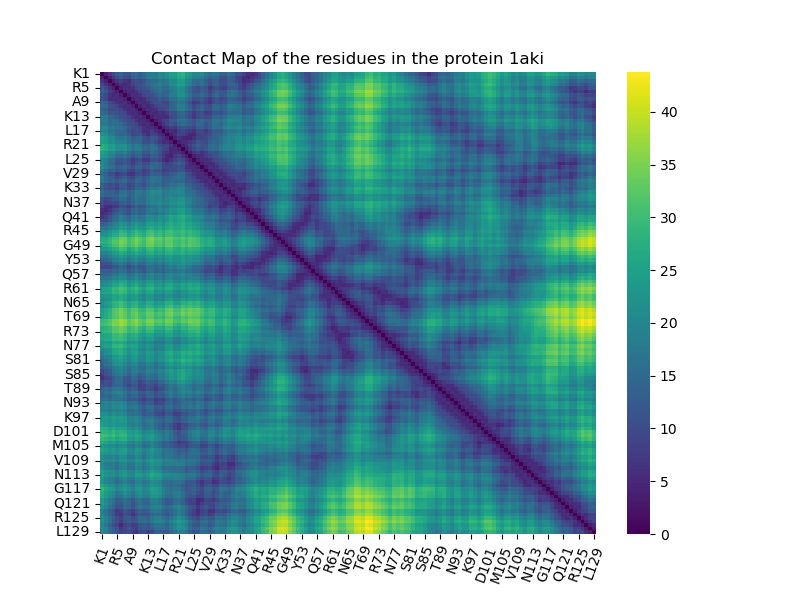 Contact Map of the residues in the protein 1aki
K1
R5
A9
K13
L17
R21
L25
V29
K33
N37
Q41
R45
G49
Y53
Q57
R61
N65
T69
R73
N77
S81
S85
T89
N93
K97
D101
M105
V109
N113
G117
Q121
R125
L129
40
35
30
25
20
15
10
5
0
K1 R5 A9 K13 L17 R21 L25 V29 K33 N37 Q41 R45 G49 Y53 Q57 R61 N65 T69 R73 N77 S81 S85 T89 N93 K97 D101 M105 V109 N113 G117 Q121 R125 L129